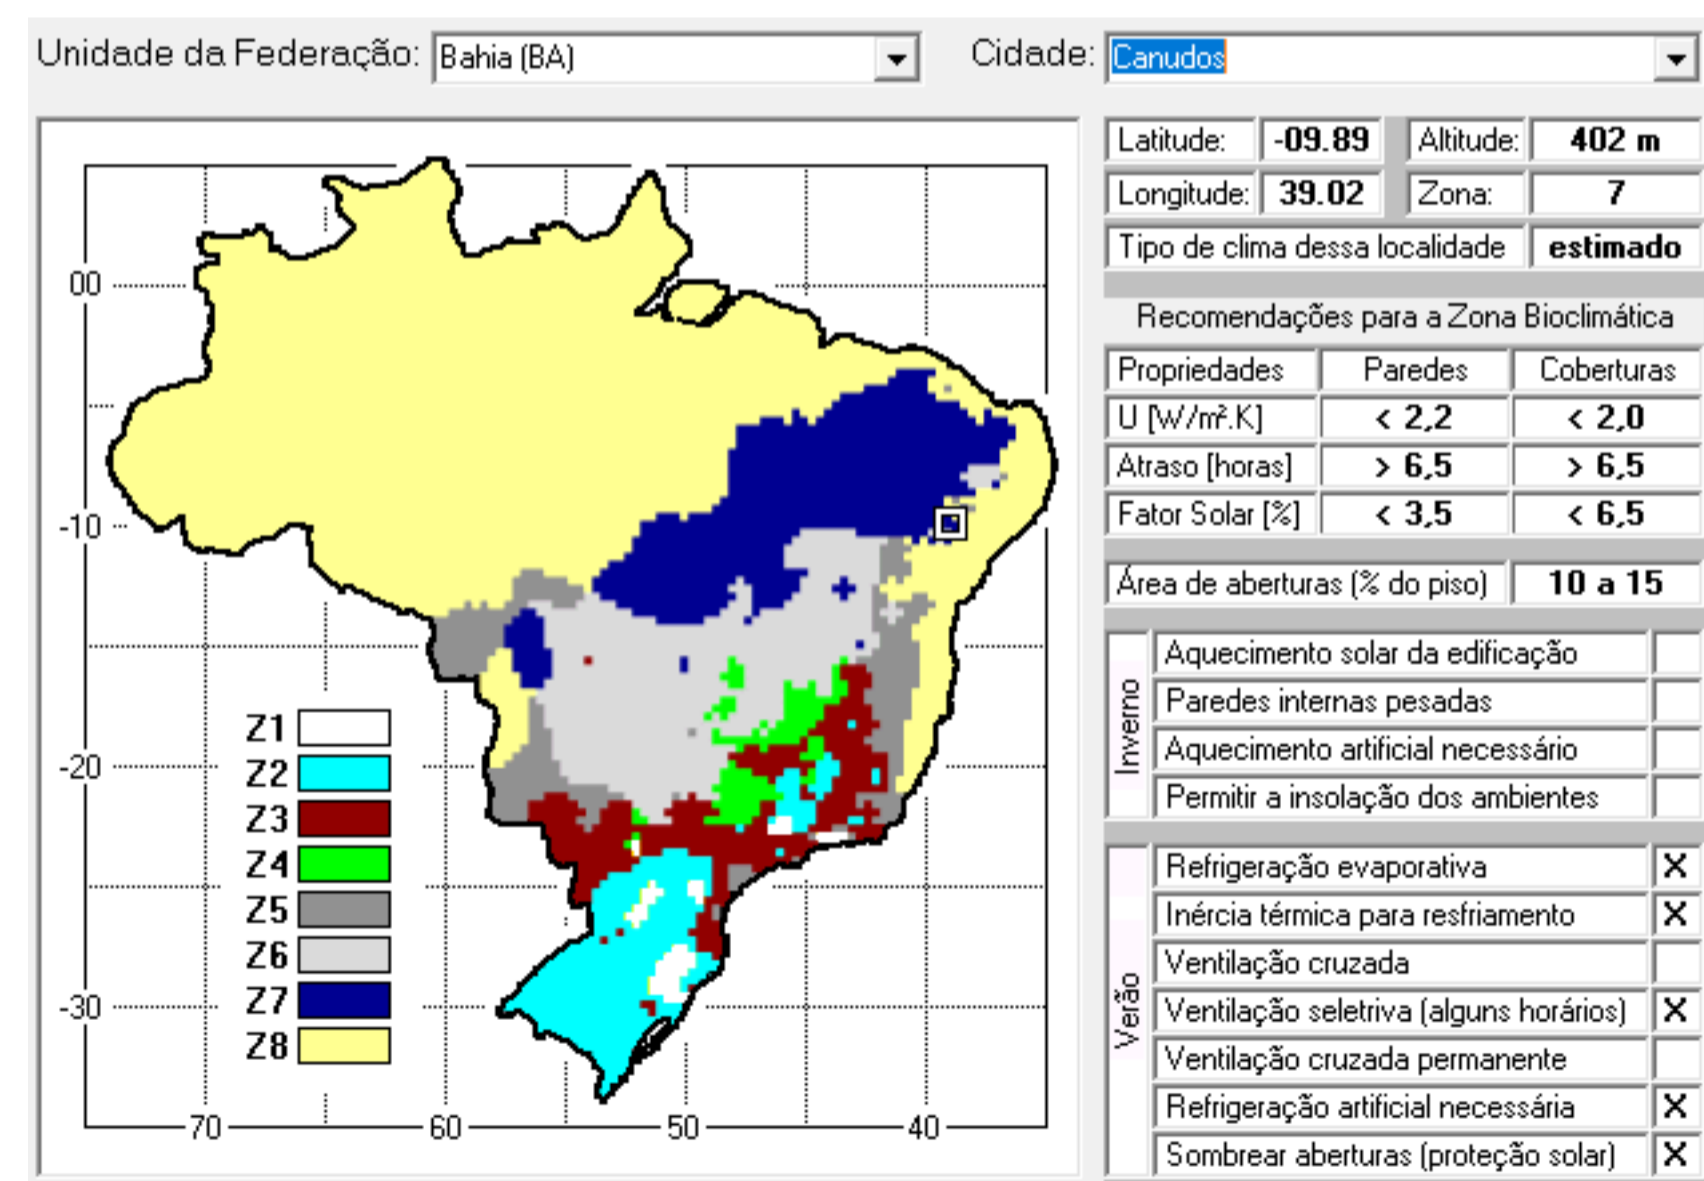 Unidade da Federação: Bahia (BA) Cidade: Canudos
Latitude: -09.89 Altitude: 402 m
Longitude: 39.02 Zona: 7
Tipo de clima dessa localidade estimado
Recomendações para a Zona Bioclimática
Propriedades Paredes Coberturas
U [W/m².K] < 2,2 < 2,0
Atraso [horas] > 6,5 > 6,5
Fator Solar [%] < 3,5 < 6,5
Área de aberturas (% do piso) 10 a 15
Inverno
Aquecimento solar da edificação
Paredes internas pesadas
Aquecimento artificial necessário
Permitir a insolação dos ambientes
Verão
Refrigeração evaporativa X
Inércia térmica para resfriamento X
Ventilação cruzada
Ventilação seletriva (alguns horários) X
Ventilação cruzada permanente
Refrigeração artificial necessária X
Sombrear aberturas (proteção solar) X
00
-10
-20
-30
Z1
Z2
Z3
Z4
Z5
Z6
Z7
Z8
70 60 50 40